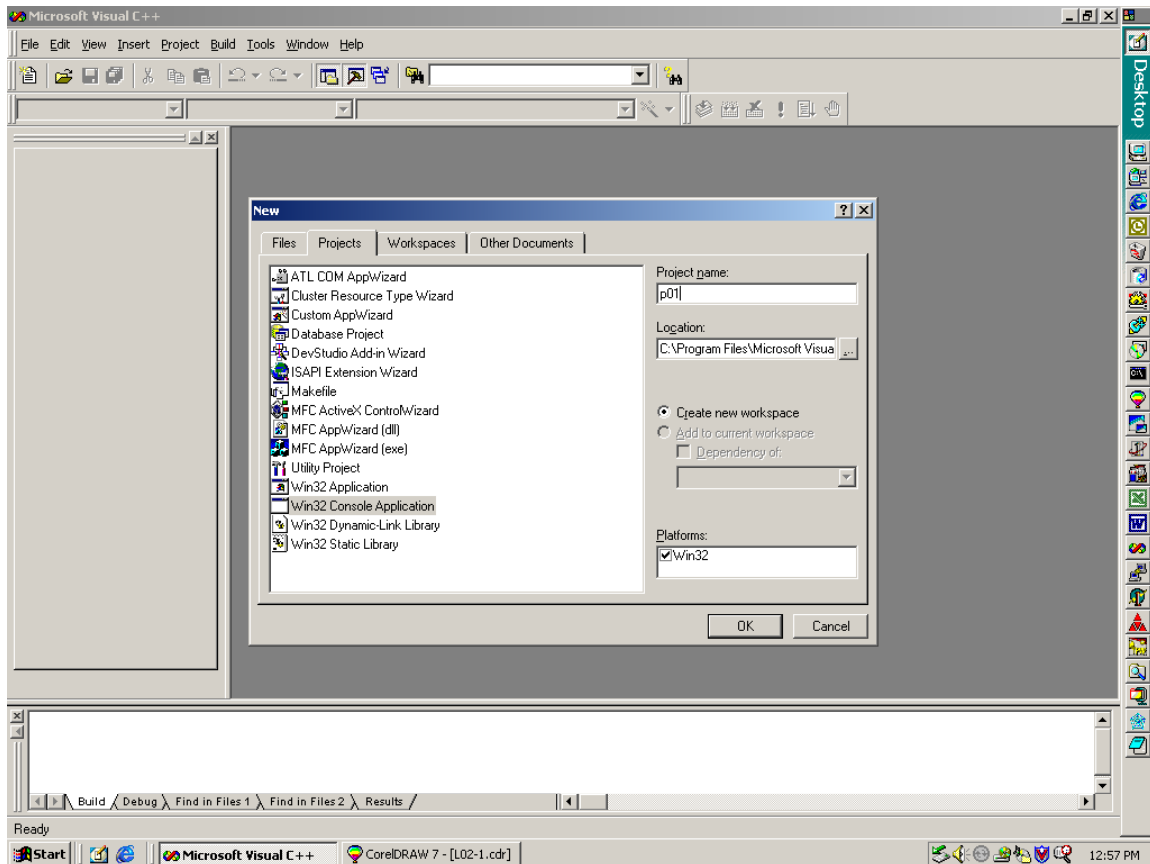 Microsoft Visual C++
File Edit View Insert Project Build Tools Window Help
Desktop
New
Files Projects Workspaces Other Documents
ATL COM AppWizard
Cluster Resource Type Wizard
Custom AppWizard
Database Project
DevStudio Add-in Wizard
ISAPI Extension Wizard
Makefile
MFC ActiveX ControlWizard
MFC AppWizard (dll)
MFC AppWizard (exe)
Utility Project
Win32 Application
Win32 Console Application
Win32 Dynamic-Link Library
Win32 Static Library
Project name:
p01
Location:
C:\Program Files\Microsoft Visua
...
Create new workspace
Add to current workspace
Dependency of:
Platforms:
Win32
OK Cancel
Build Debug Find in Files 1 Find in Files 2 Results
Ready
Start Microsoft Visual C++ CorelDRAW 7 - [L02-1.cdr] 12:57 PM